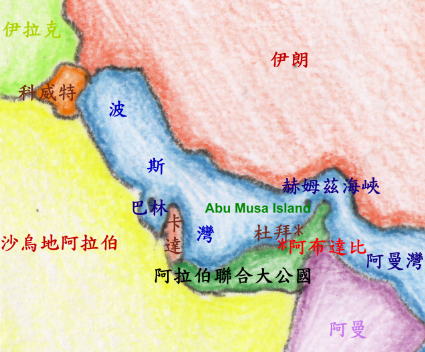 伊拉克
伊朗
科威特
波
斯
灣
赫姆茲海峽
巴林
Abu Musa Island
卡達
杜拜*
*阿布達比
沙烏地阿拉伯
阿曼灣
阿拉伯聯合大公國
阿曼